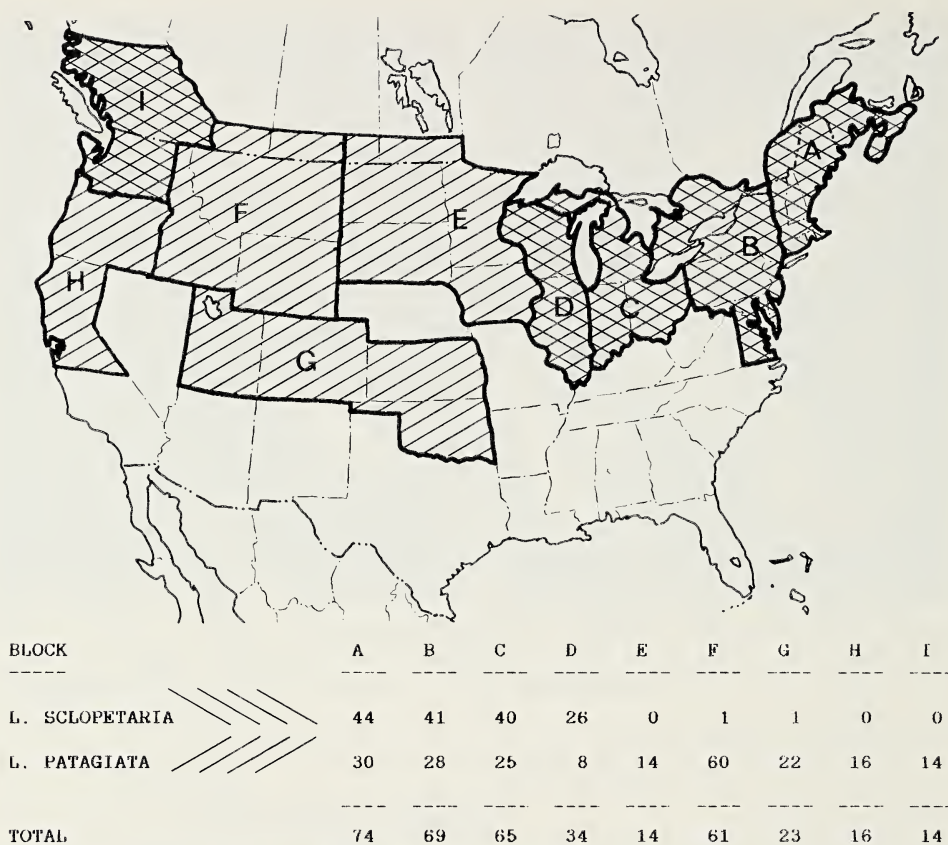 I
A
F
E
B
H
D
C
G
BLOCK A B C D E F G H I
L. SCLOPETARIA 44 41 40 26 0 1 1 0 0
L. PATAGIATA 30 28 25 8 14 60 22 16 14
TOTAL 74 69 65 34 14 61 23 16 14